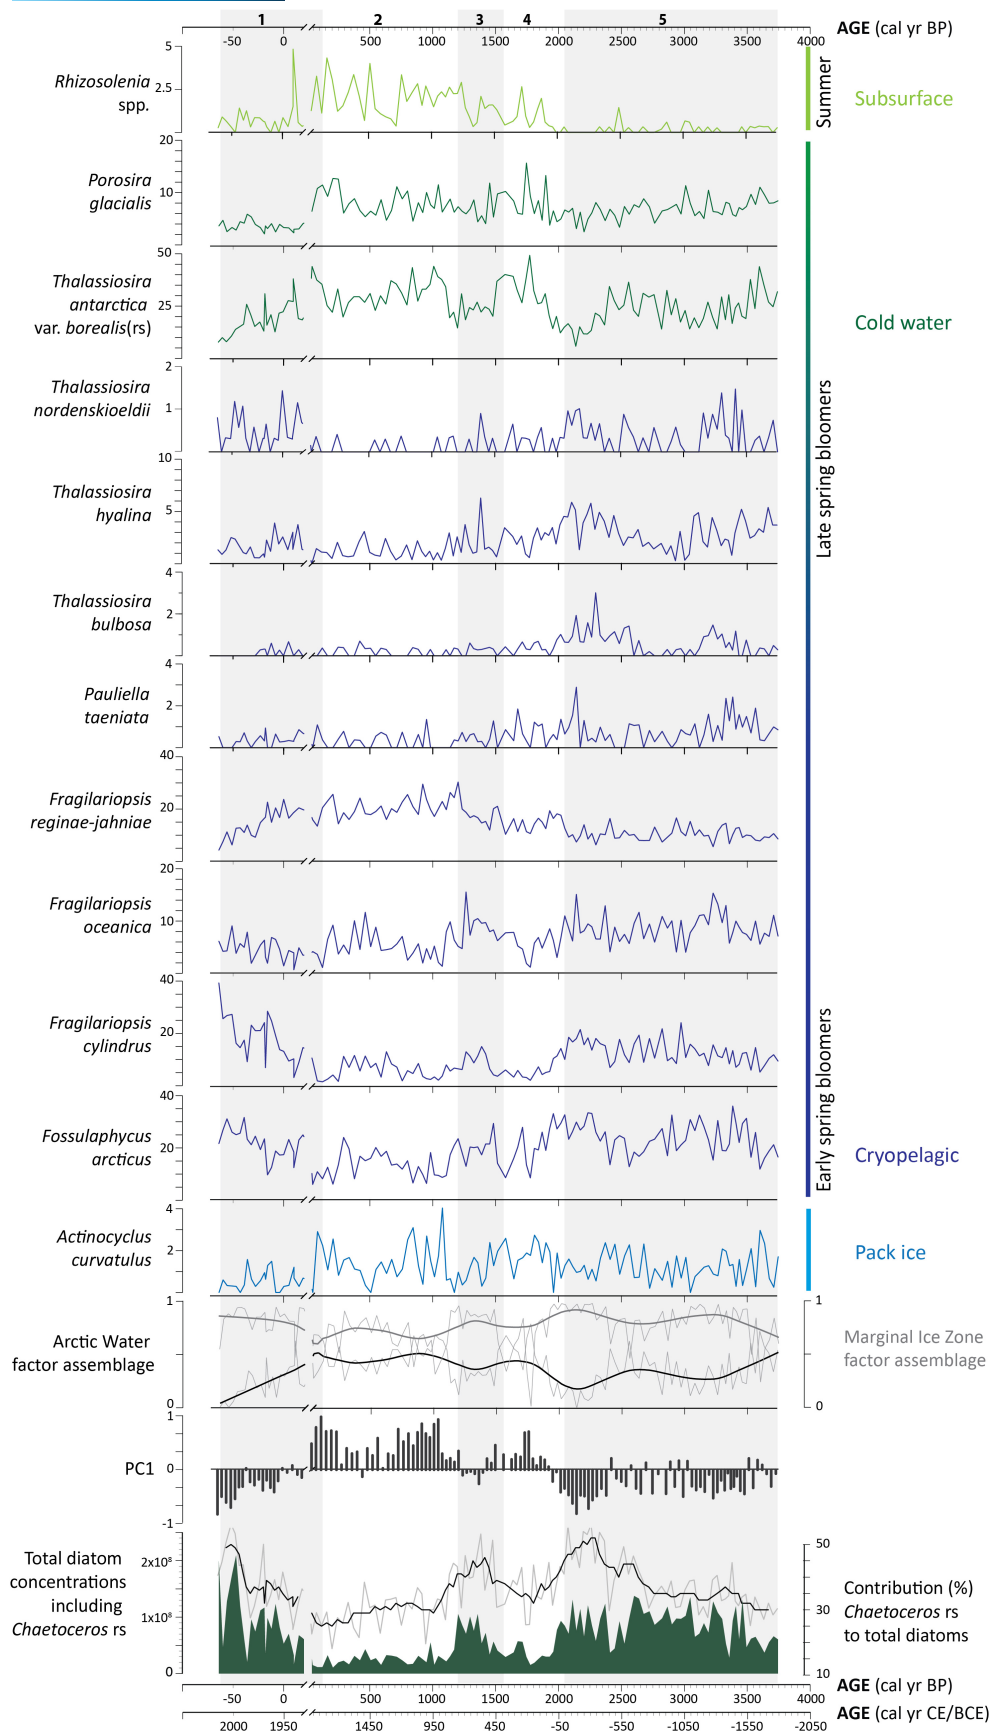 1 2 3 4 5
-50 0 500 1000 1500 2000 2500 3000 3500 4000
AGE (cal yr BP)
Rhizosolenia
spp.
5
2.5
Summer
Subsurface
Porosira
glacialis
20
10
Thalassiosira
antarctica
var. borealis(rs)
50
25
Cold water
Thalassiosira
nordenskioeldii
2
1
Late spring bloomers
Thalassiosira
hyalina
10
5
Thalassiosira
bulbosa
4
2
Pauliella
taeniata
4
2
Fragilariopsis
reginae-jahniae
40
20
Fragilariopsis
oceanica
20
10
Fragilariopsis
cylindrus
40
20
Early spring bloomers
Fossulaphycus
arcticus
40
20
Cryopelagic
Actinocyclus
curvatulus
4
2
Pack ice
Arctic Water
factor assemblage
1
0
1
0
Marginal Ice Zone
factor assemblage
PC1
1
0
-1
Total diatom
concentrations
including
Chaetoceros rs
2x10⁸
1x10⁸
0
50
30
10
Contribution (%)
Chaetoceros rs
to total diatoms
AGE (cal yr BP)
-50 0 500 1000 1500 2000 2500 3000 3500 4000
AGE (cal yr CE/BCE)
2000 1950 1450 950 450 -50 -550 -1050 -1550 -2050